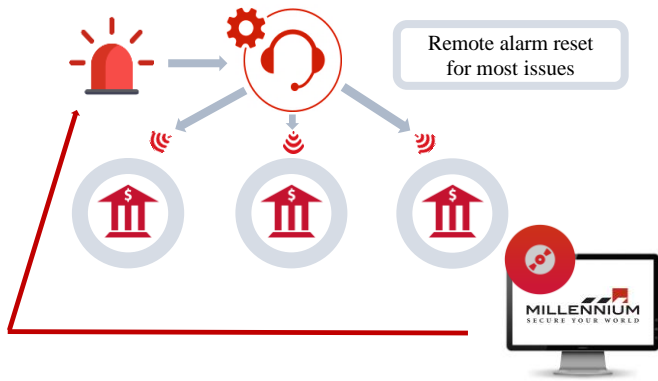 Remote alarm reset
for most issues
$
$
$
MILLENNIUM
SECURE YOUR WORLD